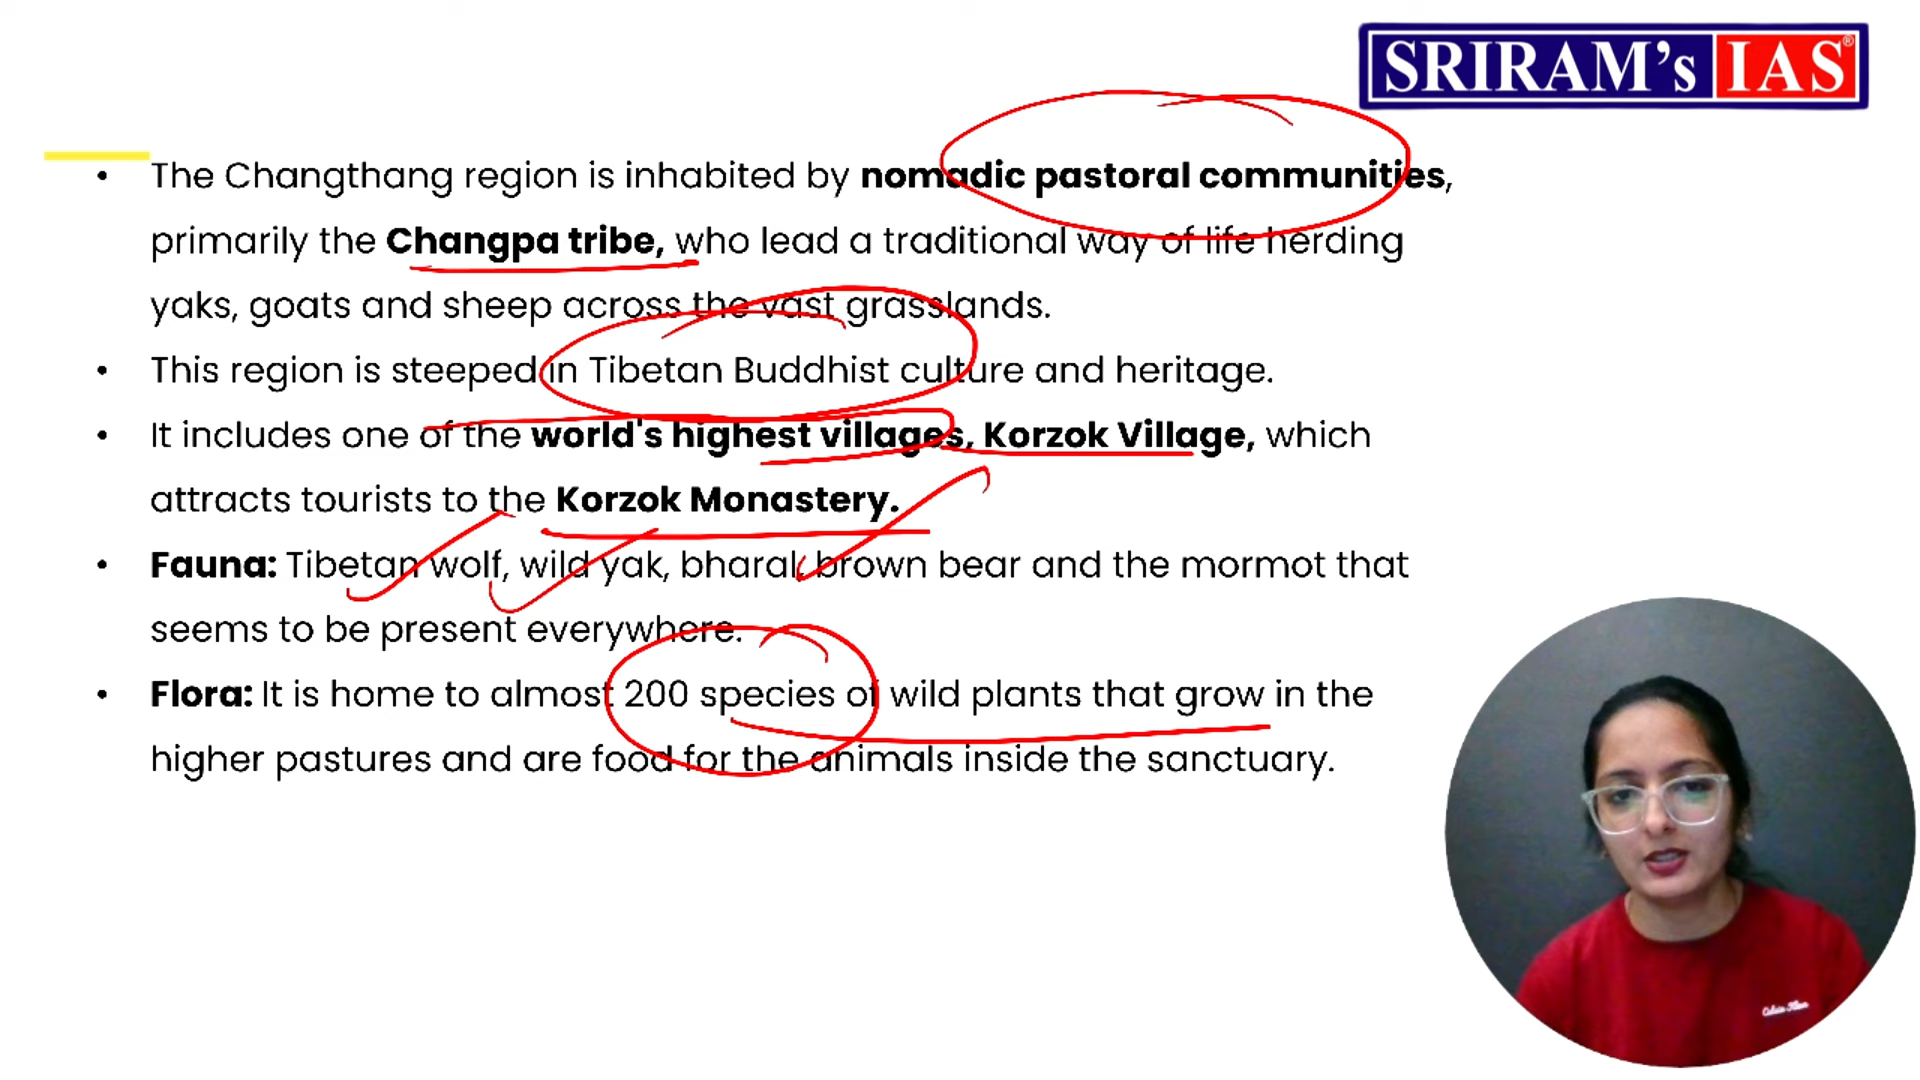 SRIRAM's IAS®
• The Changthang region is inhabited by nomadic pastoral communities,
primarily the Changpa tribe, who lead a traditional way of life herding
yaks, goats and sheep across the vast grasslands.
• This region is steeped in Tibetan Buddhist culture and heritage.
• It includes one of the world's highest villages, Korzok Village, which
attracts tourists to the Korzok Monastery.
• Fauna: Tibetan wolf, wild yak, bharal, brown bear and the mormot that
seems to be present everywhere.
• Flora: It is home to almost 200 species of wild plants that grow in the
higher pastures and are food for the animals inside the sanctuary.
Calvin Klein